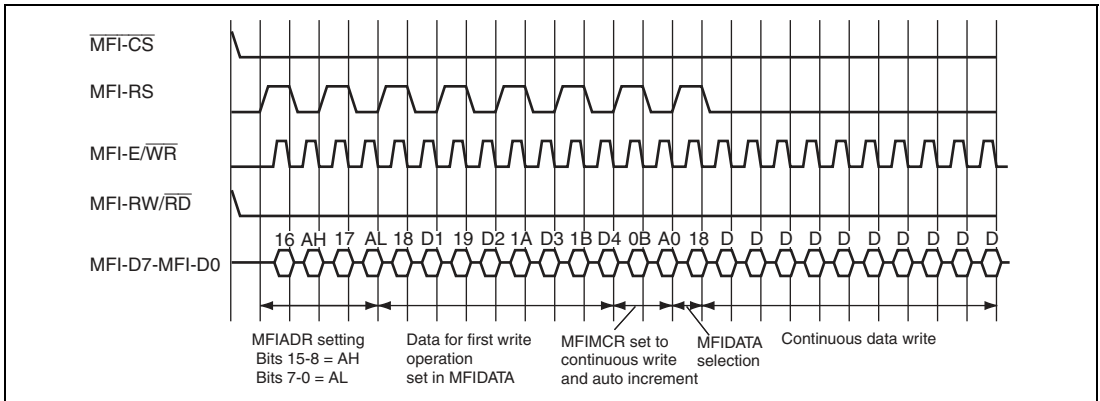 MFI-CS
MFI-RS
MFI-E/WR
MFI-RW/RD
16 AH 17 AL 18 D1 19 D2 1A D3 1B D4 0B A0 18 D D D D D D D D D D
MFI-D7-MFI-D0
MFIADR setting
Bits 15-8 = AH
Bits 7-0 = AL
Data for first write
operation
set in MFIDATA
MFIMCR set to
continuous write
and auto increment
MFIDATA
selection
Continuous data write